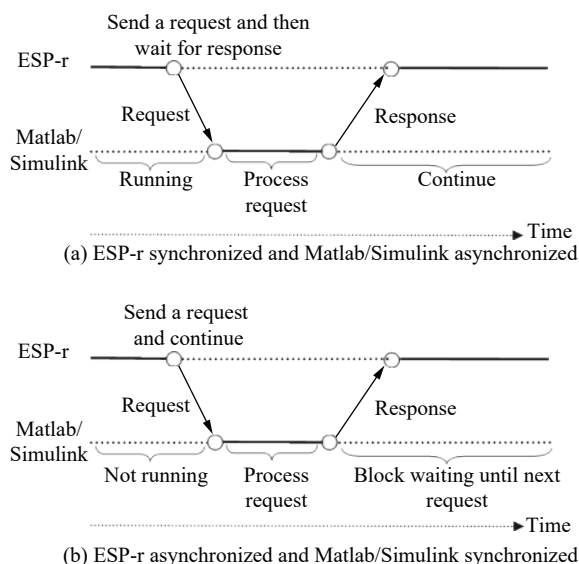 Send a request and then
wait for response
ESP-r
Request
Response
Matlab/
Simulink
Running
Process
request
Continue
Time
(a) ESP-r synchronized and Matlab/Simulink asynchronized
Send a request
and continue
ESP-r
Request
Response
Matlab/
Simulink
Not running
Process
request
Block waiting until next
request
Time
(b) ESP-r asynchronized and Matlab/Simulink synchronized